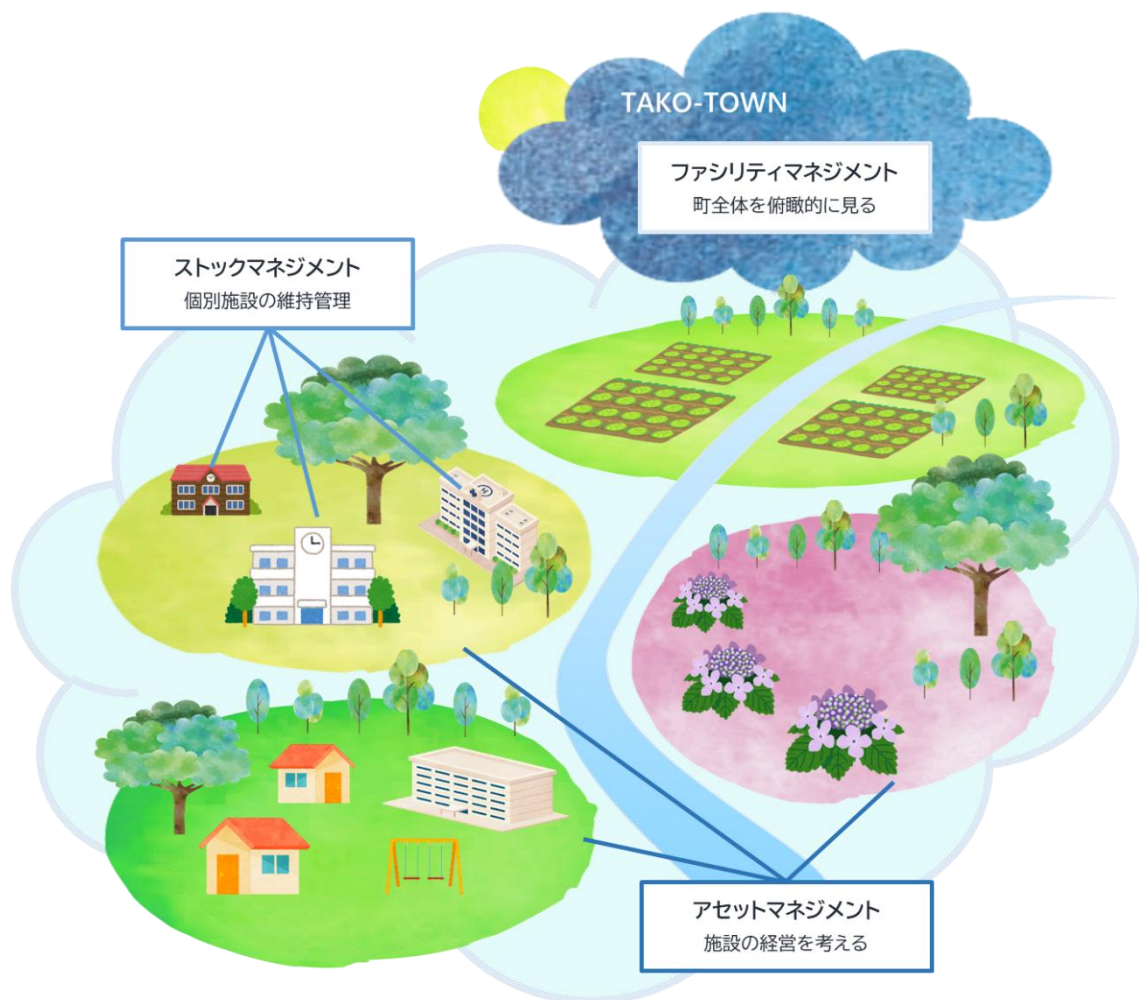 TAKO-TOWN
ファシリティマネジメント
町全体を俯瞰的に見る
ストックマネジメント
個別施設の維持管理
H
アセットマネジメント
施設の経営を考える